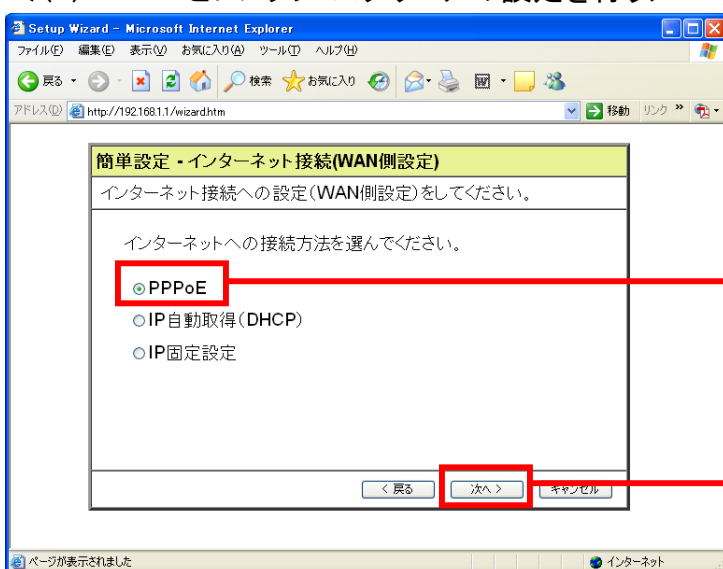 設定を行
Setup Wizard - Microsoft Internet Explorer
ファイル(F) 編集(E) 表示(V) お気に入り(A) ツール(T) ヘルプ(H)
戻る 検索 お気に入り
アドレス(D) http://192.168.1.1/wizard.htm 移動 リンク »
簡単設定・インターネット接続(WAN側設定)
インターネット接続への設定(WAN側設定)をしてください。
インターネットへの接続方法を選んでください。
PPPoE
IP自動取得(DHCP)
IP固定設定
< 戻る 次へ > キャンセル
ページが表示されました インターネット